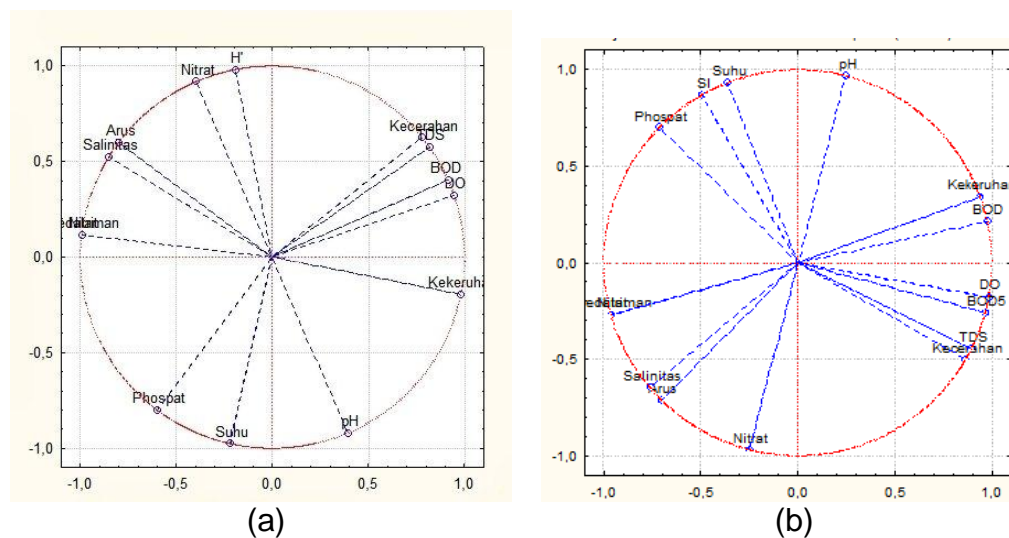 H'
Nitrat
1,0
Arus
Kecerahan
TDS
Salinitas
0,5
BOD
DO
0,0
Kekeruha
-0,5
Phospat
pH
Suhu
-1,0
-1,0 -0,5 0,0 0,5 1,0
(a)
pH
Suhu
1,0
SI
Phospat
0,5
Kekeruhan
BOD
0,0
DO
BOD5
-0,5
TDS
Kecerahan
Salinitas
Arus
Nitrat
-1,0
-1,0 -0,5 0,0 0,5 1,0
(b)